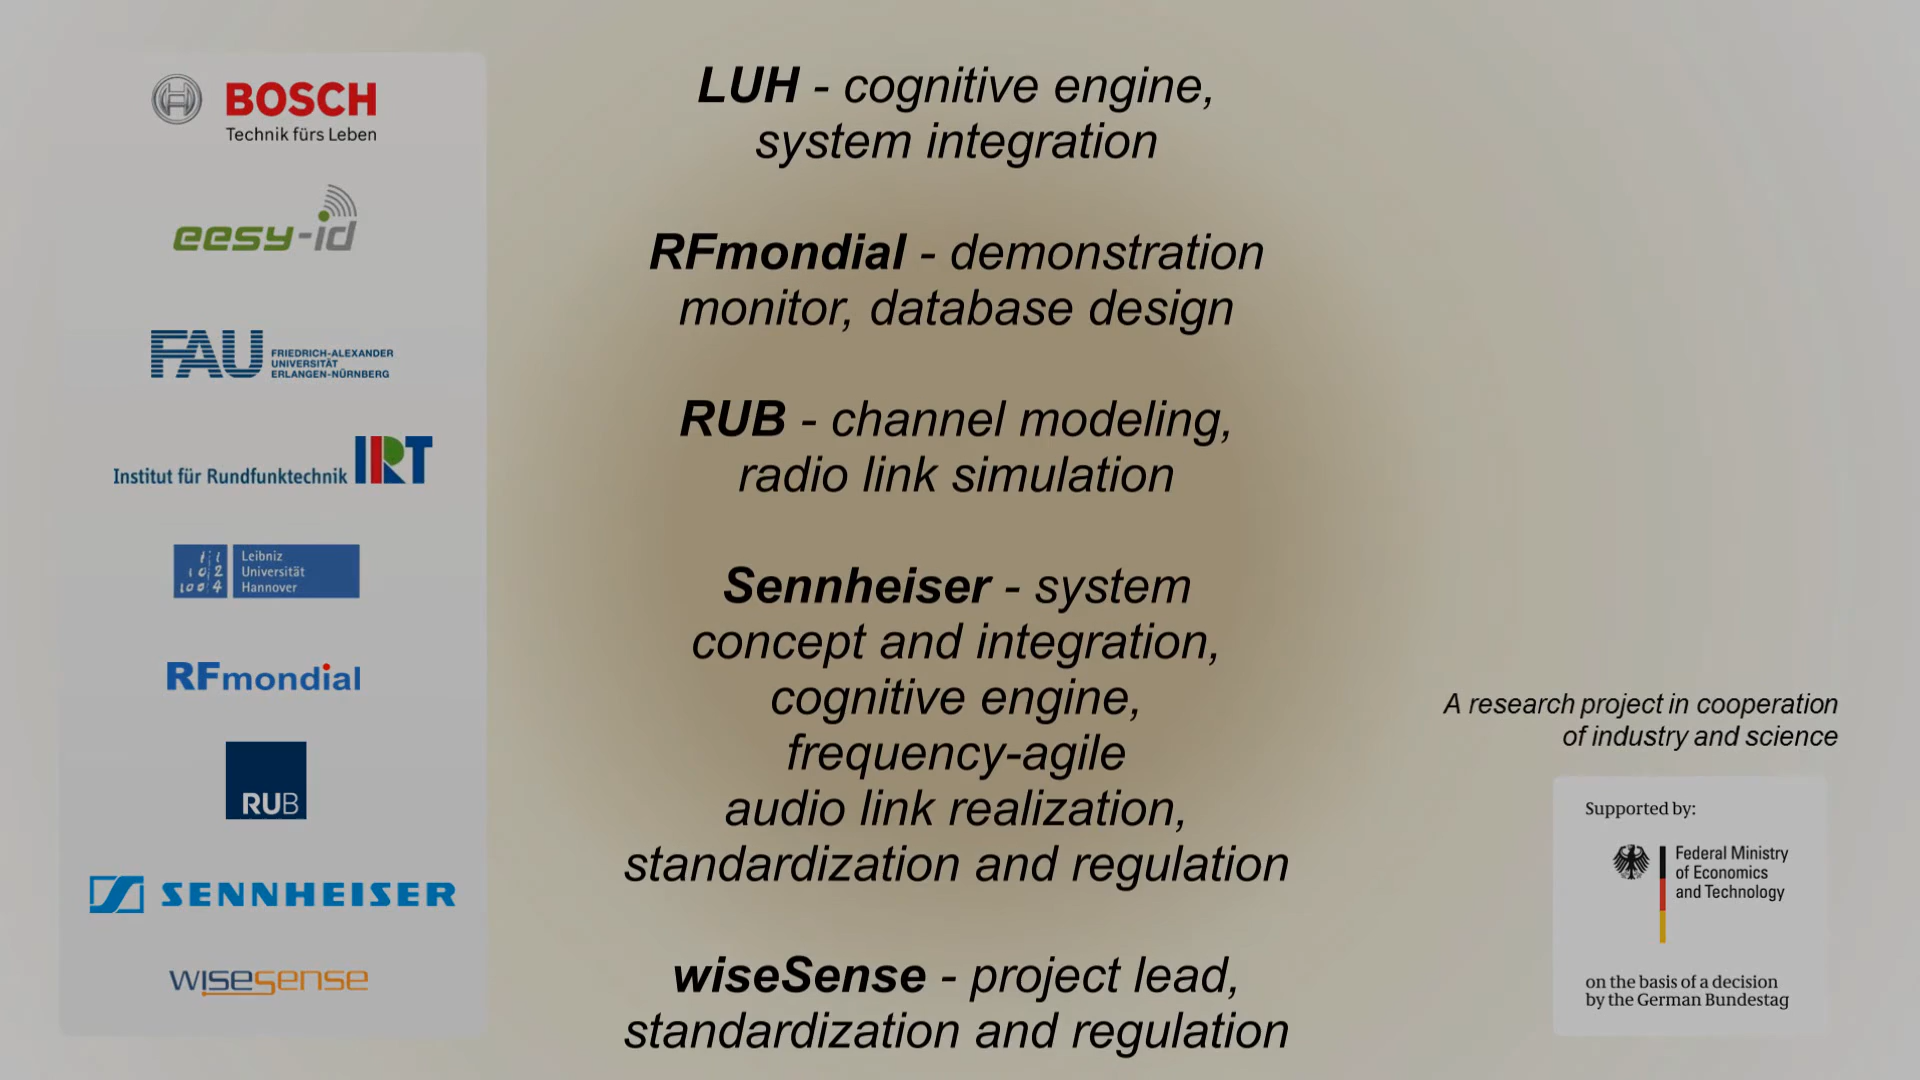 BOSCH
Technik fürs Leben
eesy-id
FAU
FRIEDRICH-ALEXANDER
UNIVERSITÄT
ERLANGEN-NÜRNBERG
Institut für Rundfunktechnik IRT
Leibniz
Universität
Hannover
RFmondial
RUB
SENNHEISER
wisesense
LUH - cognitive engine,
system integration
RFmondial - demonstration
monitor, database design
RUB - channel modeling,
radio link simulation
Sennheiser - system
concept and integration,
cognitive engine,
frequency-agile
audio link realization,
standardization and regulation
wiseSense - project lead,
standardization and regulation
A research project in cooperation
of industry and science
Supported by:
Federal Ministry
of Economics
and Technology
on the basis of a decision
by the German Bundestag